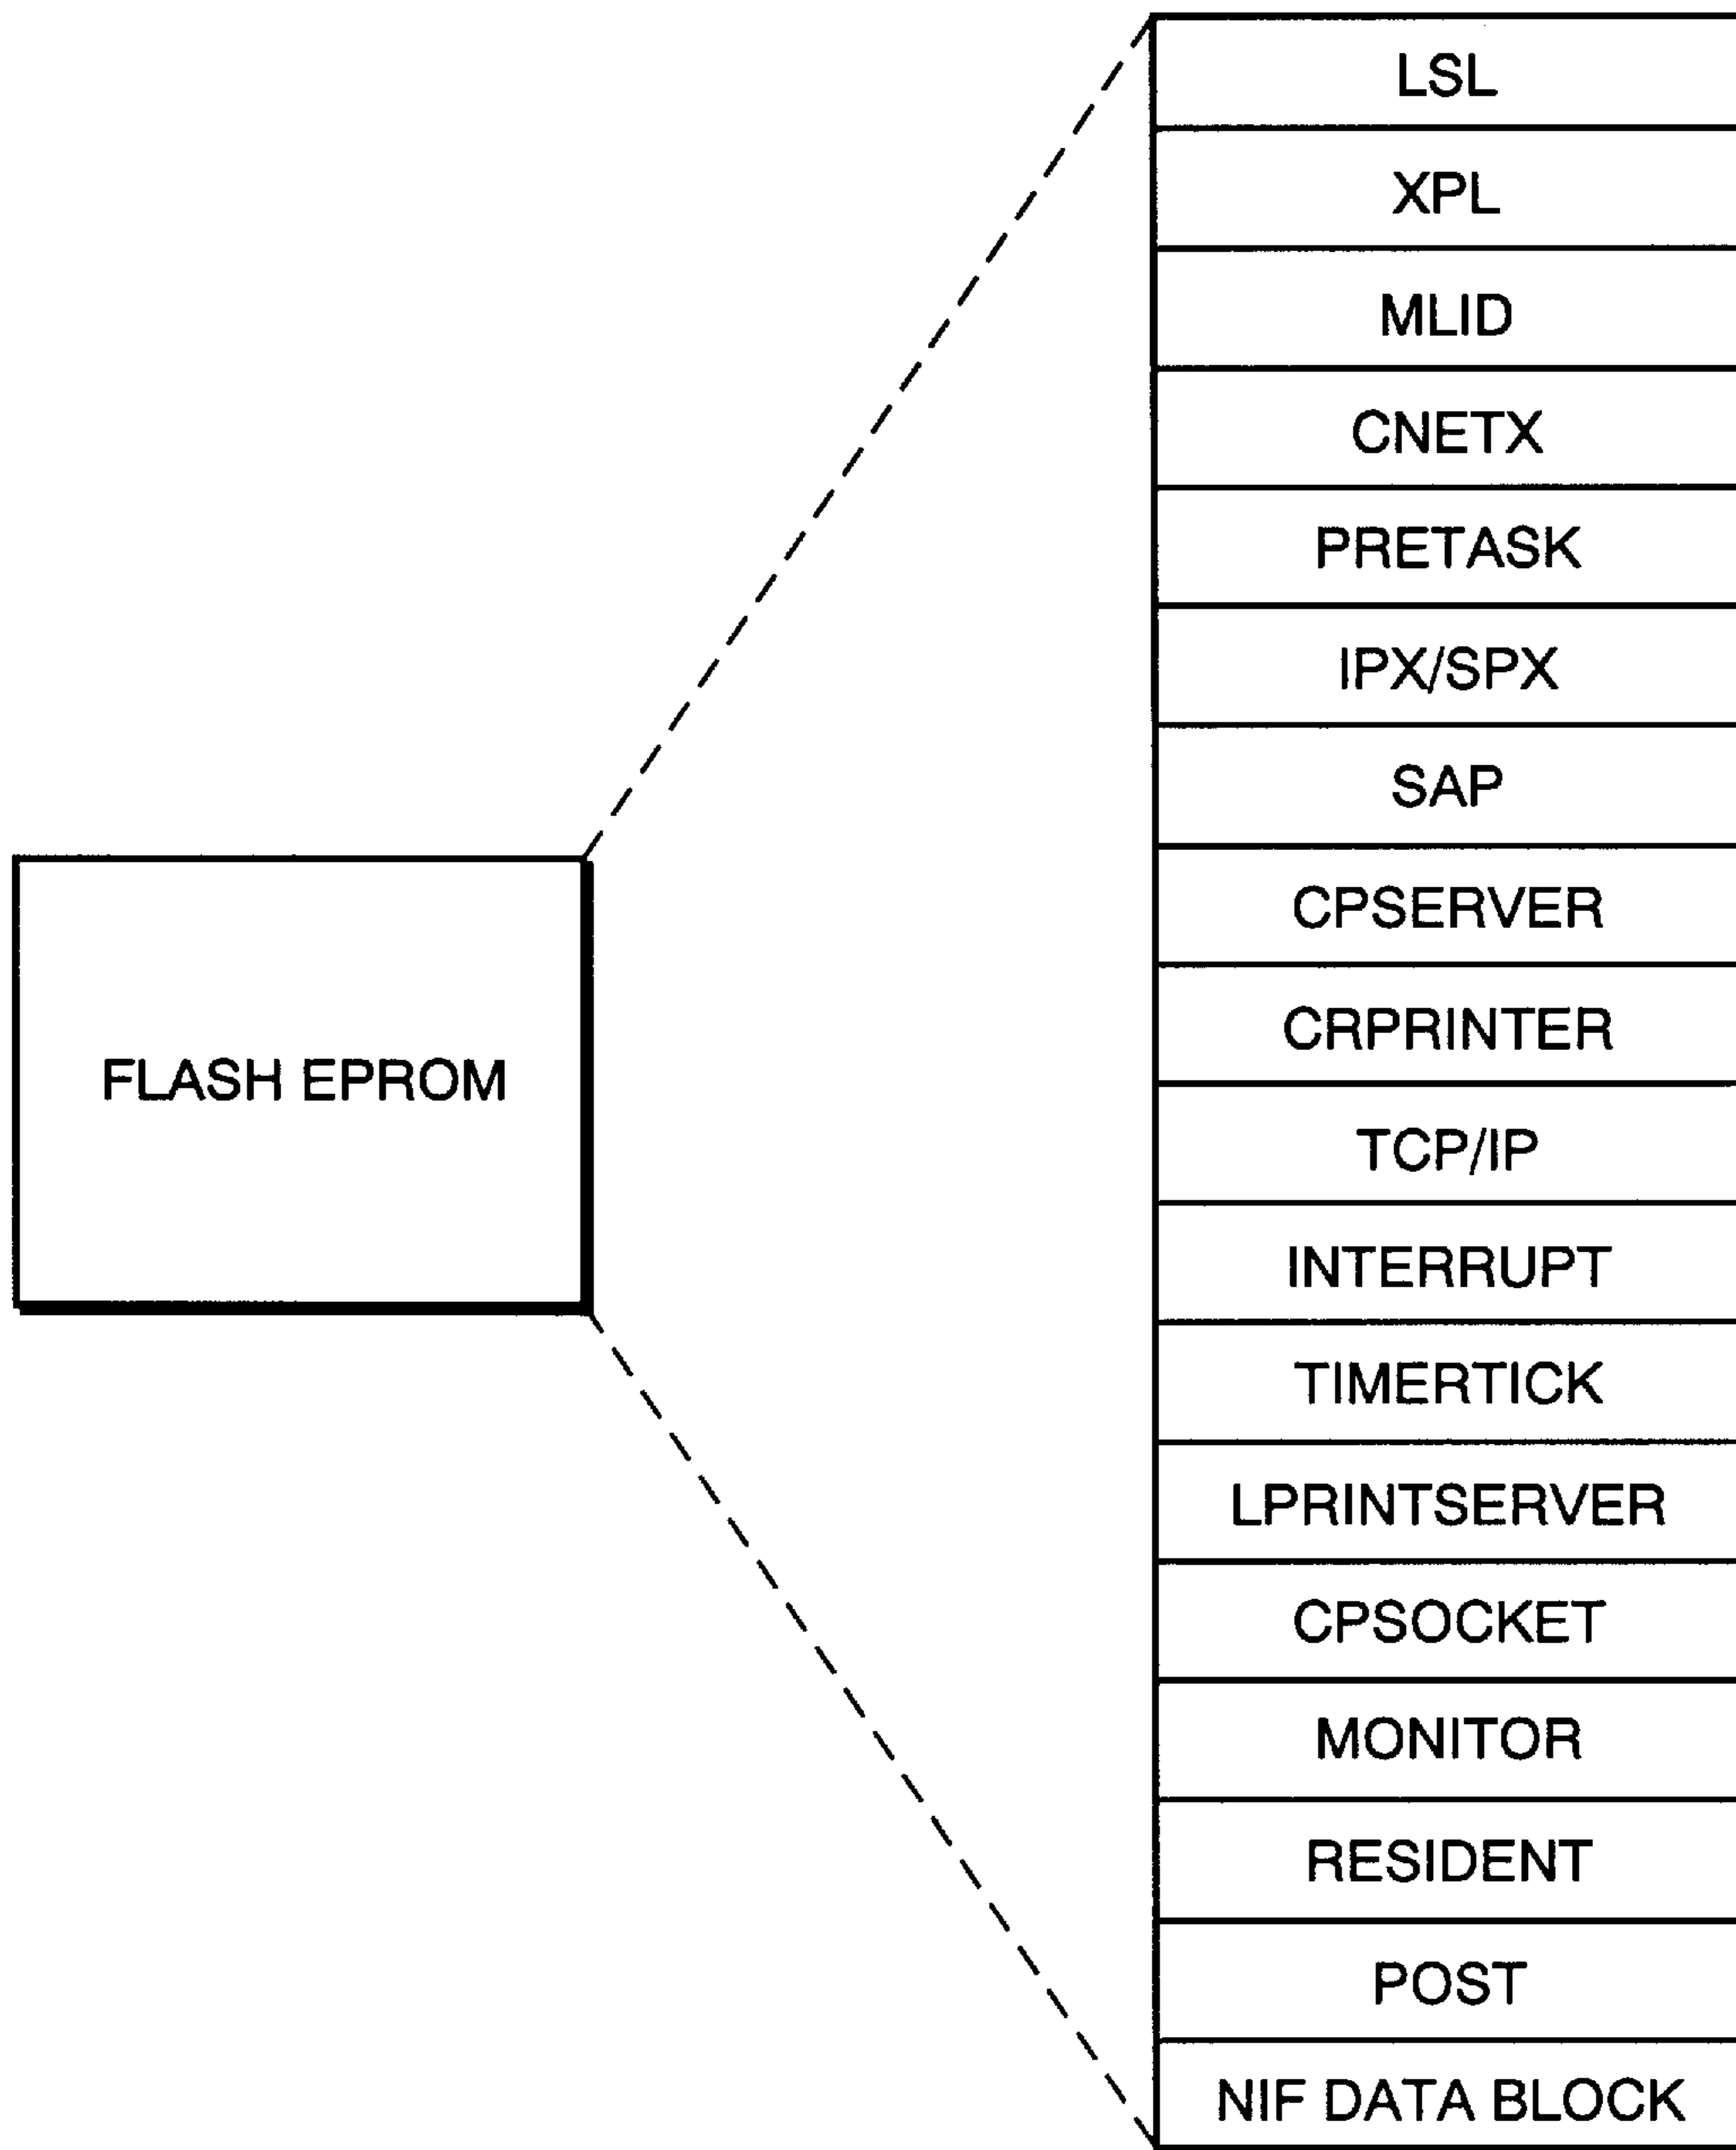 LSL
XPL
MLID
CNETX
PRETASK
IPX/SPX
SAP
CPSERVER
CRPRINTER
TCP/IP
INTERRUPT
TIMERTICK
LPRINTSERVER
CPSOCKET
MONITOR
RESIDENT
POST
NIF DATA BLOCK
FLASH EPROM